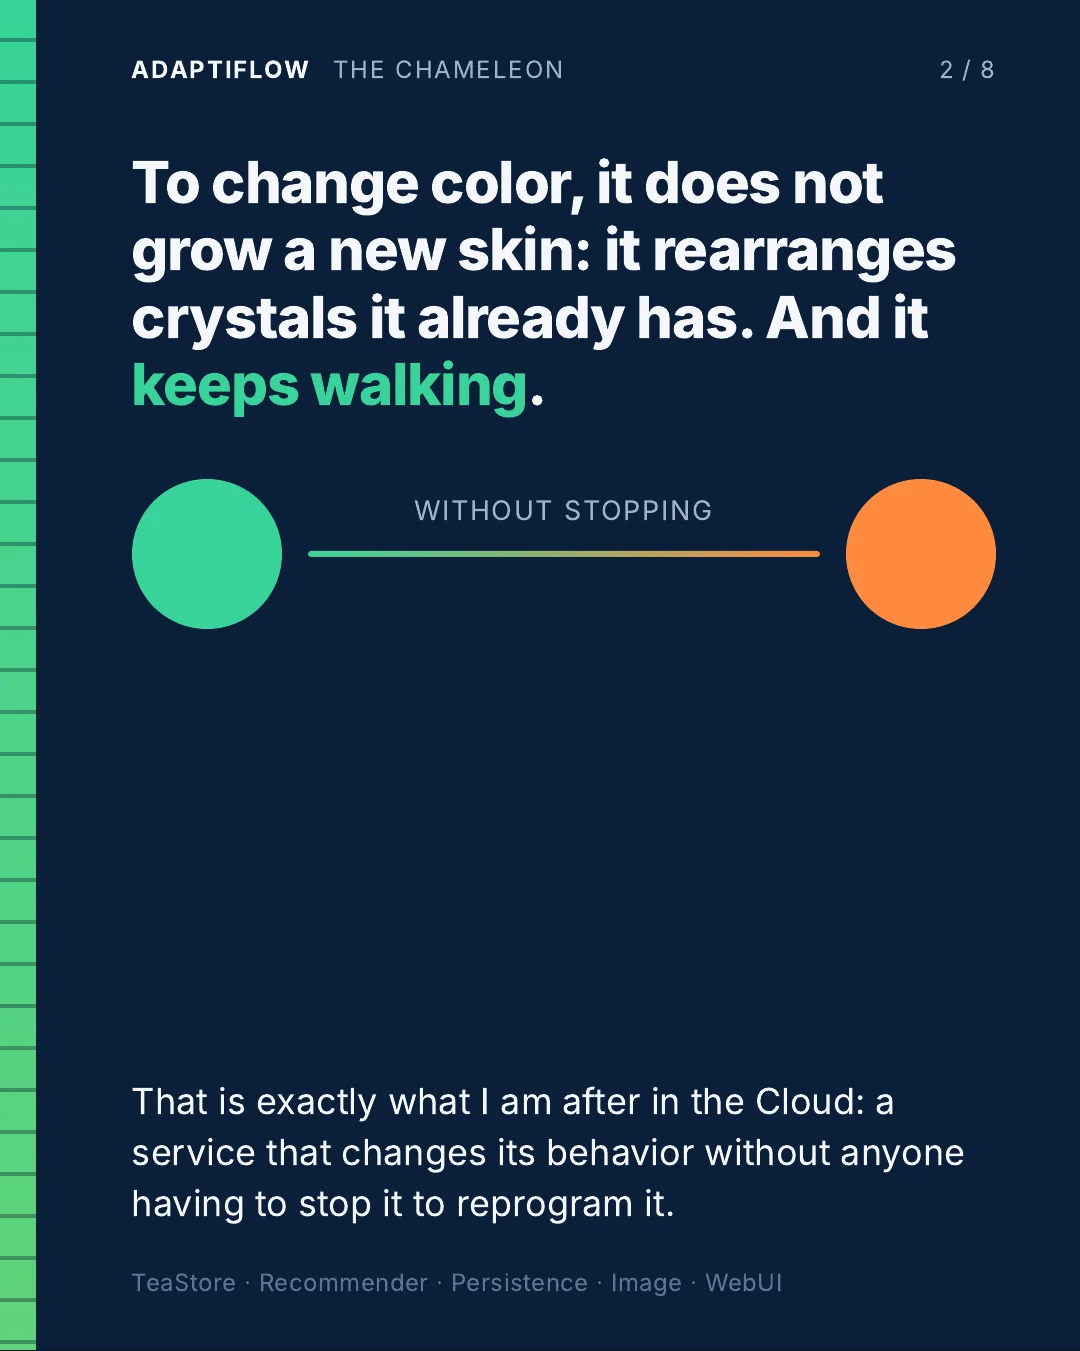 ADAPTIFLOW THE CHAMELEON 2 / 8
To change color, it does not
grow a new skin: it rearranges
crystals it already has. And it
keeps walking.
WITHOUT STOPPING
That is exactly what I am after in the Cloud: a
service that changes its behavior without anyone
having to stop it to reprogram it.
TeaStore · Recommender · Persistence · Image · WebUI